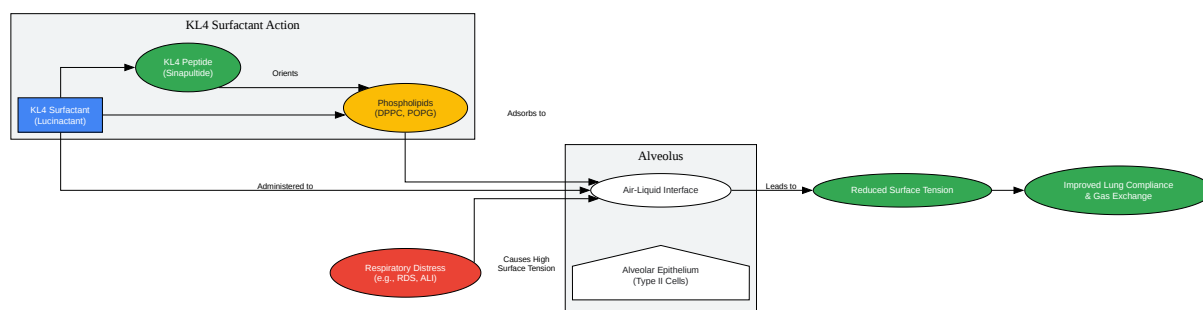 KL4 Surfactant Action
KL4 Peptide
(Sinapultide)
Orients
KL4 Surfactant
(Lucinactant)
Phospholipids
(DPPC, POPG)
Adsorbs to
Alveolus
Administered to
Air-Liquid Interface
Leads to
Reduced Surface Tension
Improved Lung Compliance
& Gas Exchange
Respiratory Distress
(e.g., RDS, ALI)
Causes High
Surface Tension
Alveolar Epithelium
(Type II Cells)